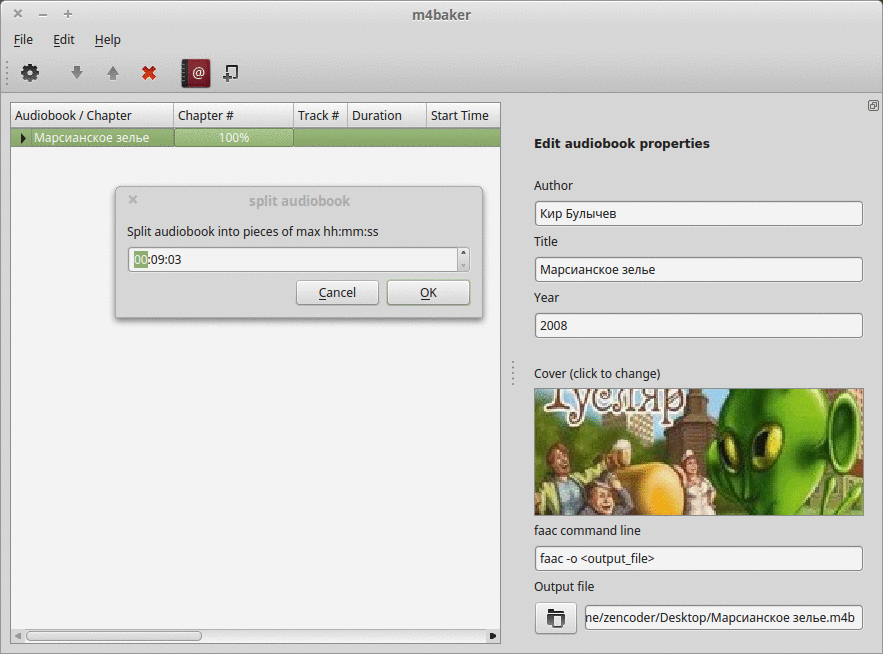 m4baker
File Edit Help
@
Audiobook / Chapter Chapter # Track # Duration Start Time
Марсианское зелье 100%
split audiobook
Split audiobook into pieces of max hh:mm:ss
00:09:03
Cancel OK
Edit audiobook properties
Author
Кир Булычев
Title
Марсианское зелье
Year
2008
Cover (click to change)
Гусляр
faac command line
faac -o <output_file>
Output file
ne/zencoder/Desktop/Марсианское зелье.m4b